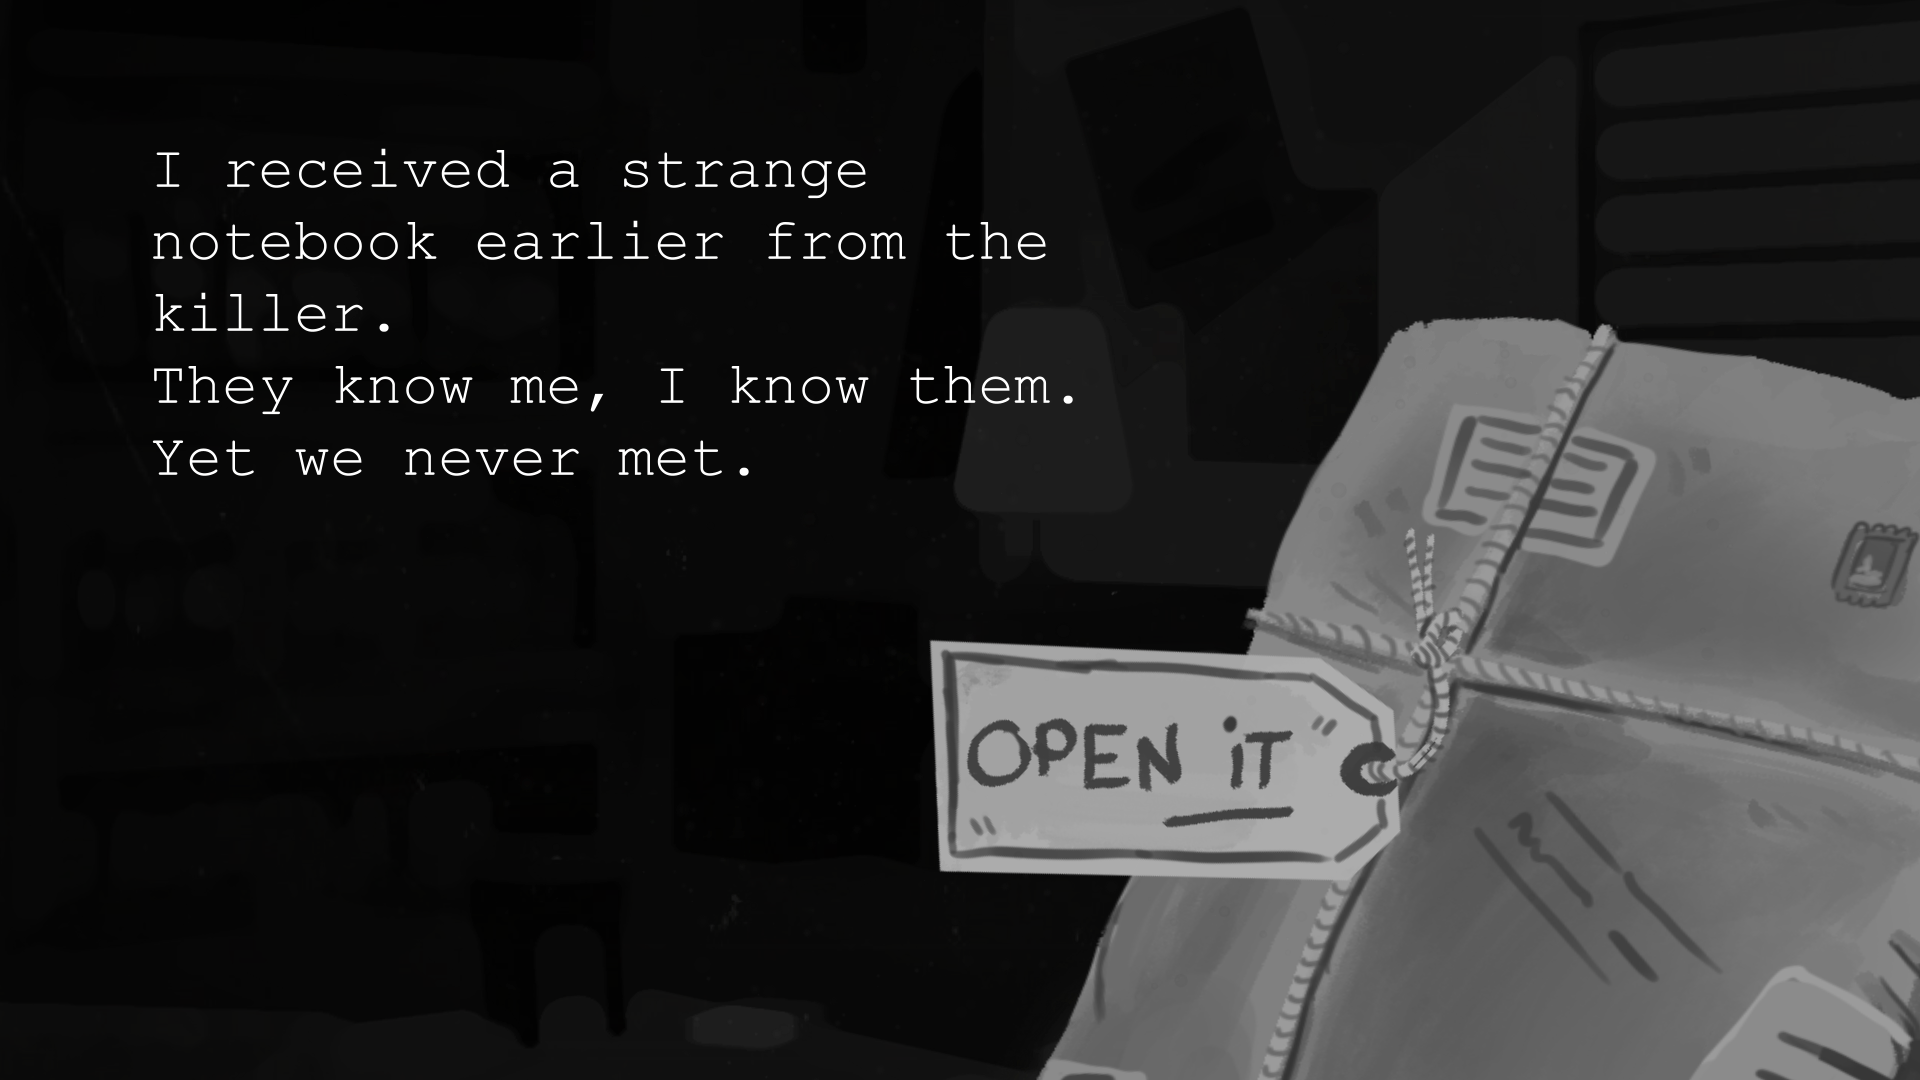 I received a strange
notebook earlier from the
killer.
They know me, I know them.
Yet we never met.
OPEN iT